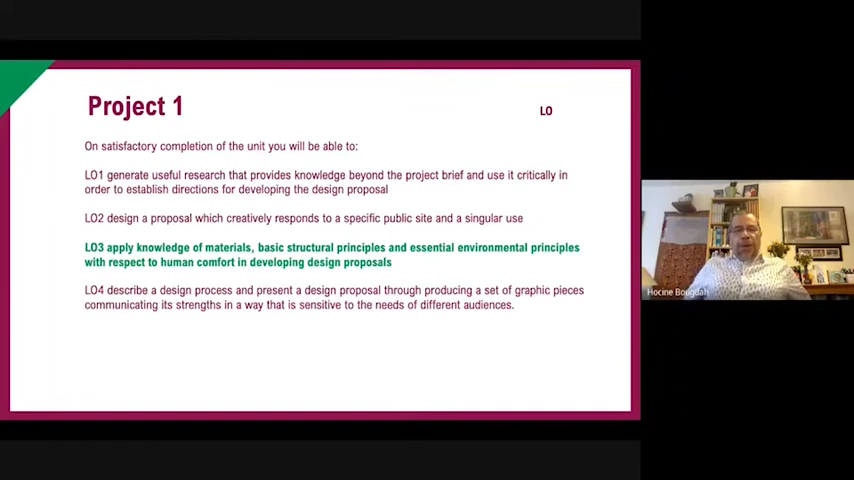 Project 1
LO
On satisfactory completion of the unit you will be able to:
LO1 generate useful research that provides knowledge beyond the project brief and use it critically in
order to establish directions for developing the design proposal
LO2 design a proposal which creatively responds to a specific public site and a singular use
LO3 apply knowledge of materials, basic structural principles and essential environmental principles
with respect to human comfort in developing design proposals
LO4 describe a design process and present a design proposal through producing a set of graphic pieces
communicating its strengths in a way that is sensitive to the needs of different audiences.
Hocine Bougdah